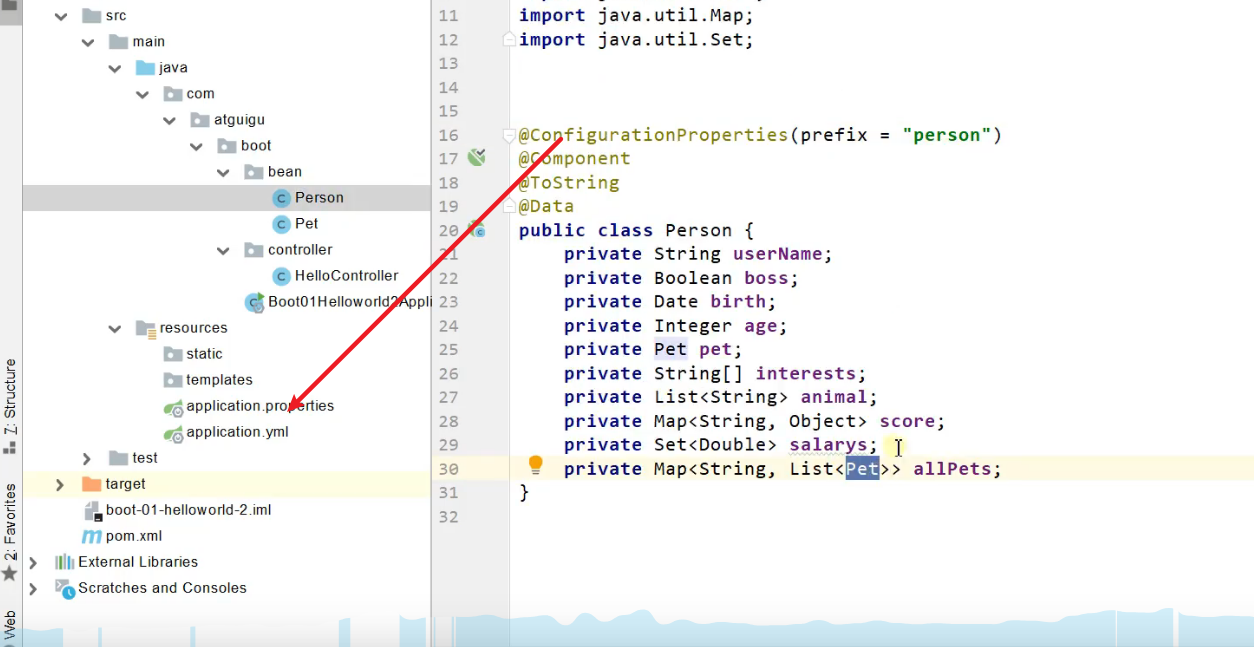 src
main
java
com
atguigu
boot
bean
Person
Pet
controller
HelloController
Boot01Helloworld2Appli
resources
static
templates
application.properties
application.yml
test
target
boot-01-helloworld-2.iml
pom.xml
External Libraries
Scratches and Consoles
Z: Structure
2: Favorites
Web
11 import java.util.Map;
12 import java.util.Set;
13
14
15
16 @ConfigurationProperties(prefix = "person")
17 @Component
18 @ToString
19 @Data
20 public class Person {
21 private String userName;
22 private Boolean boss;
23 private Date birth;
24 private Integer age;
25 private Pet pet;
26 private String[] interests;
27 private List<String> animal;
28 private Map<String, Object> score;
29 private Set<Double> salarys;
30 private Map<String, List<Pet>> allPets;
31 }
32